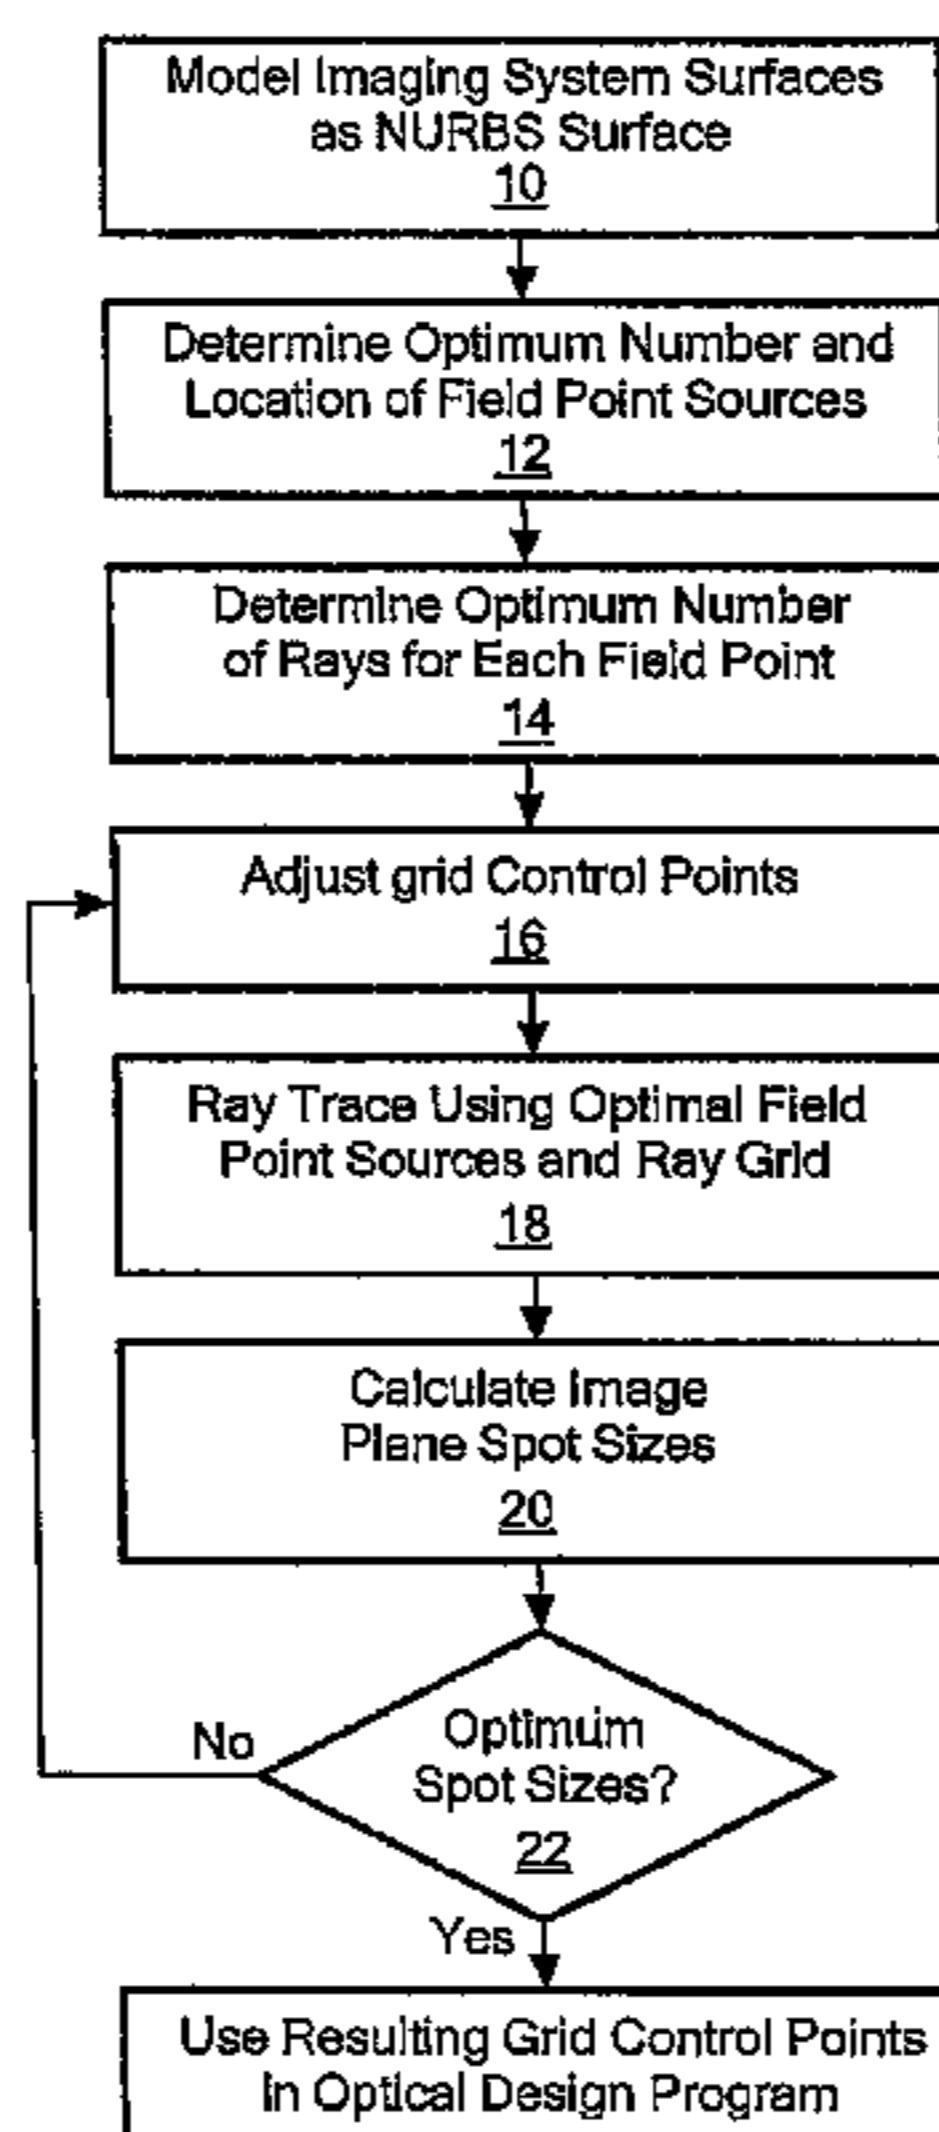 Model Imaging System Surfaces
as NURBS Surface
10
Determine Optimum Number and
Location of Field Point Sources
12
Determine Optimum Number
of Rays for Each Field Point
14
Adjust grid Control Points
16
Ray Trace Using Optimal Field
Point Sources and Ray Grid
18
Calculate Image
Plane Spot Sizes
20
Optimum
Spot Sizes?
22
No
Yes
Use Resulting Grid Control Points
In Optical Design Program